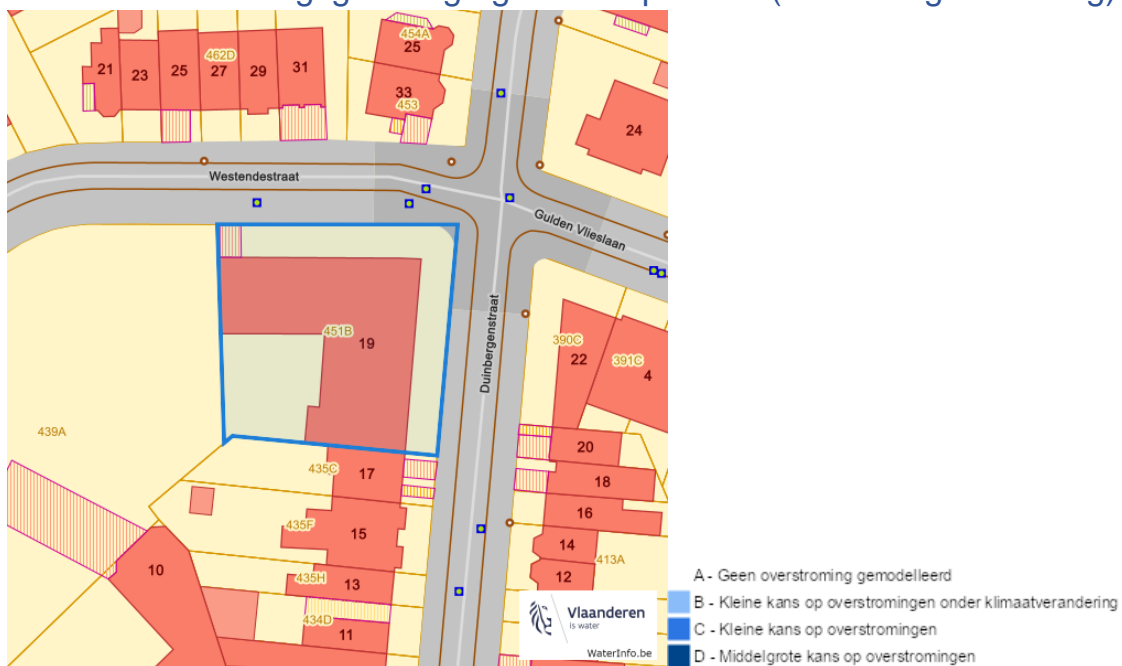 454A
25
462D
21
23
25
27
29
31
33
453
24
Westendestraat
Gulden Vlieslaan
Duinbergenstraat
451B
19
390C
22
391C
4
439A
20
435C
17
18
16
435F
15
14
413A
10
435H
13
12
434D
11
Vlaanderen
is water
WaterInfo.be
A - Geen overstroming gemodelleerd
B - Kleine kans op overstromingen onder klimaatverandering
C - Kleine kans op overstromingen
D - Middelgrote kans op overstromingen